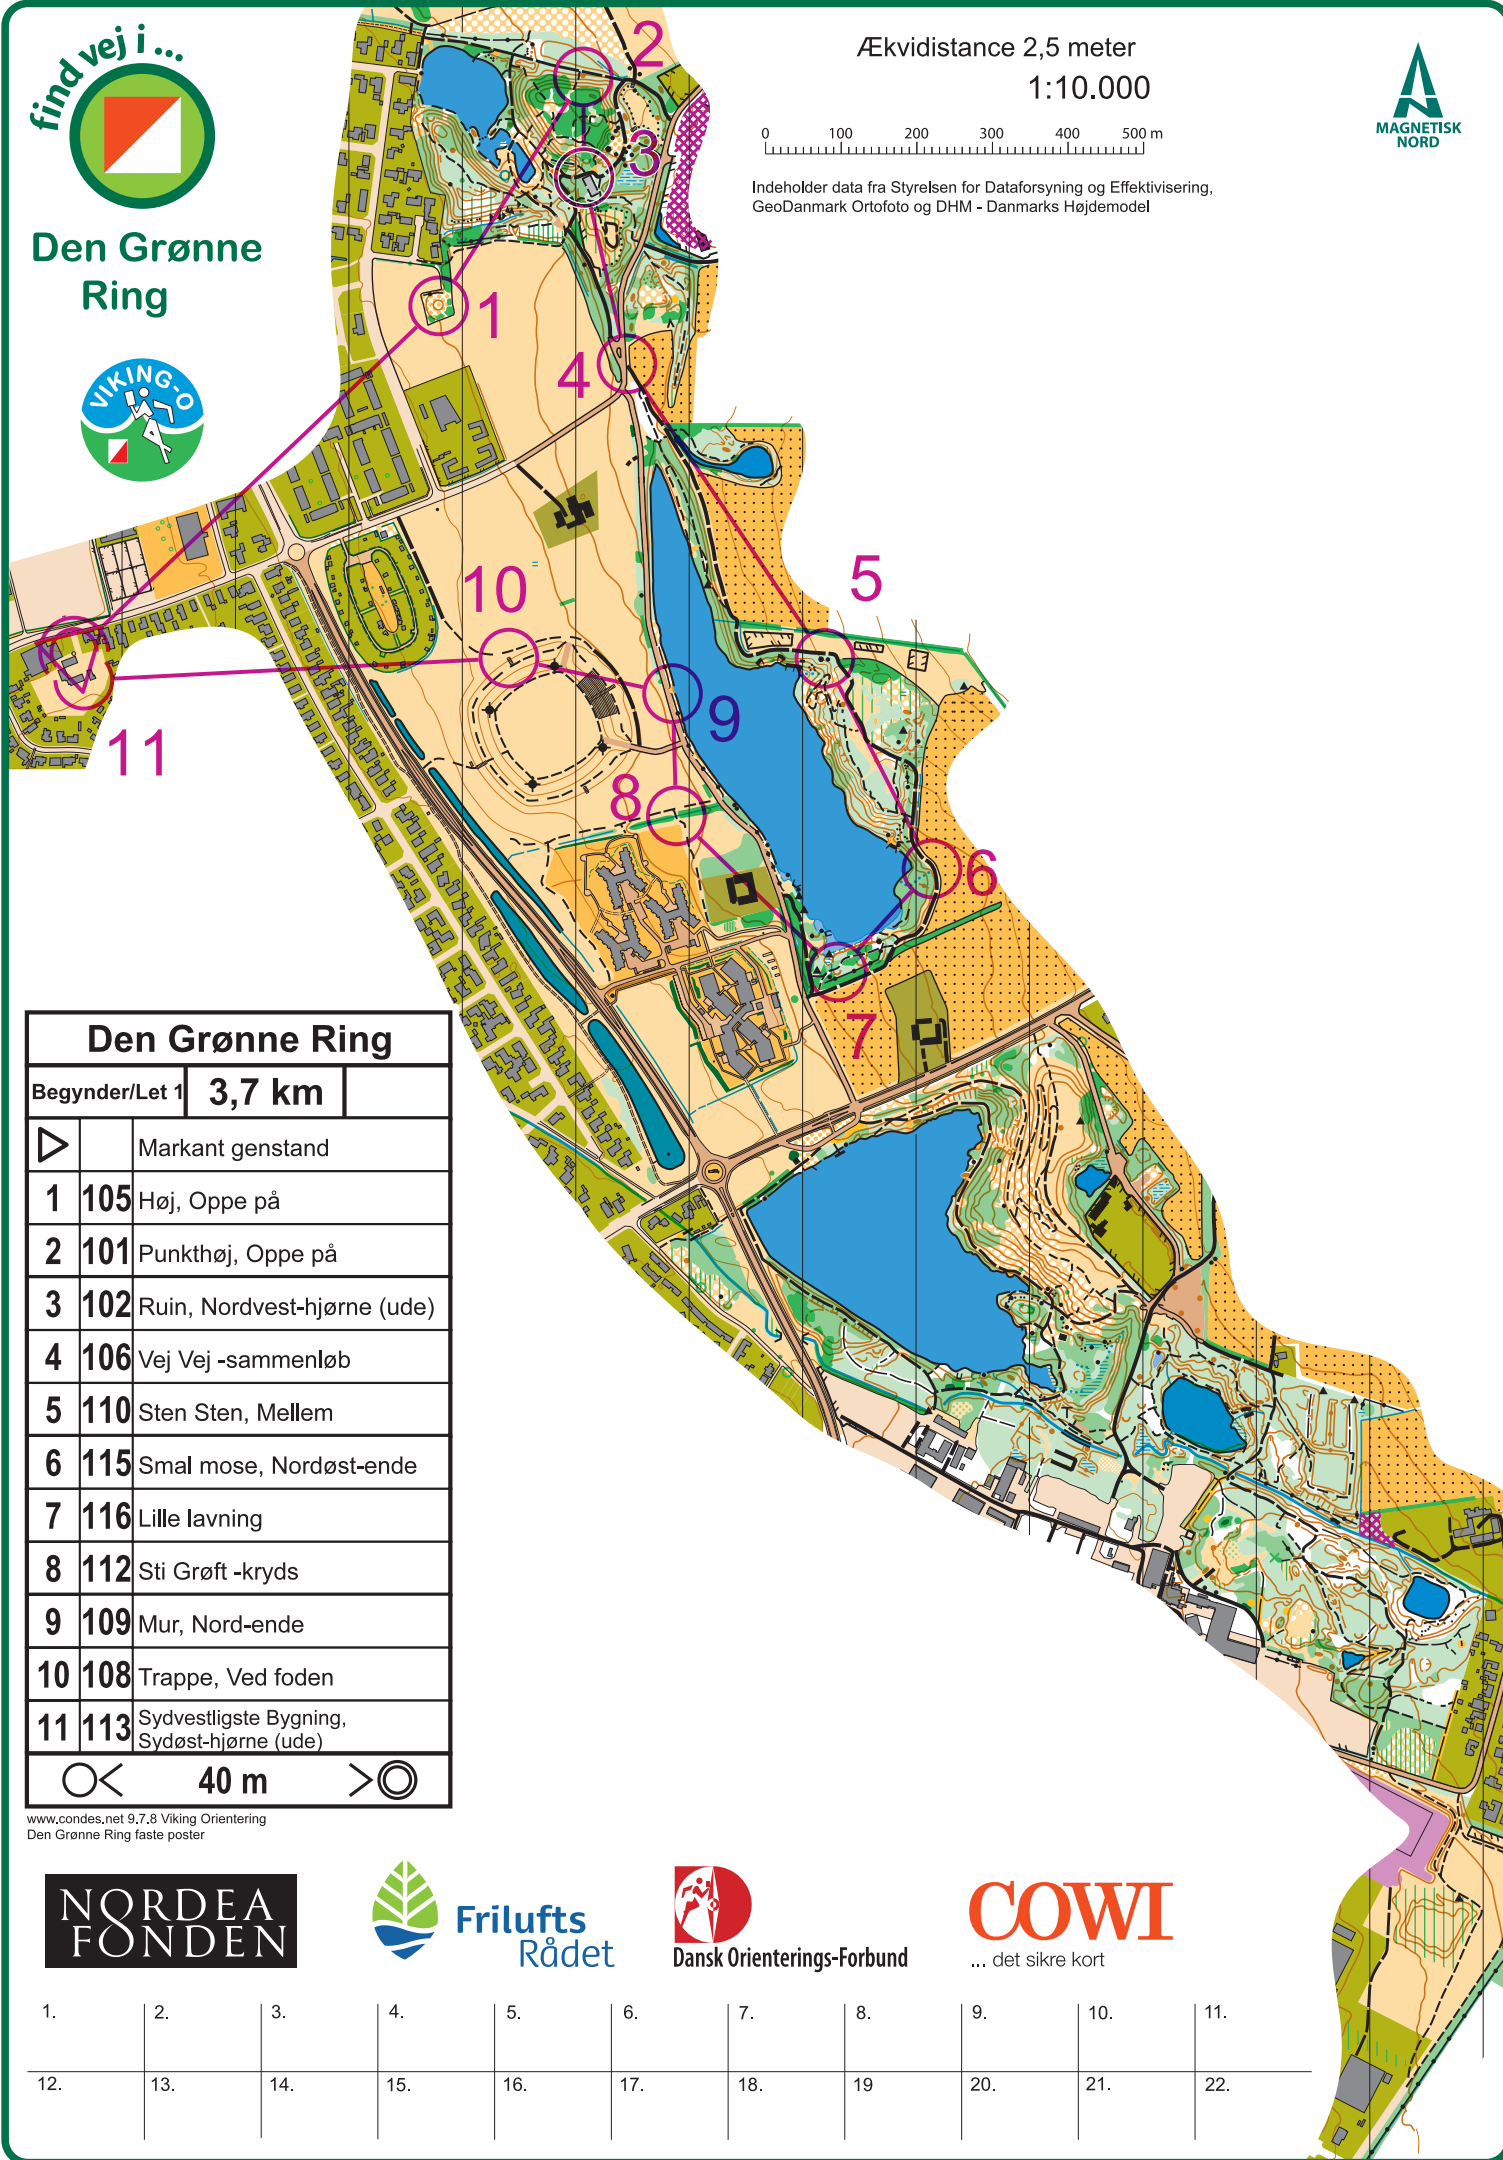 find vej i ...
Den Grønne
Ring
VIKING-O
Ækvidistance 2,5 meter
1:10.000
0 100 200 300 400 500 m
Indeholder data fra Styrelsen for Dataforsyning og Effektivisering,
GeoDanmark Ortofoto og DHM - Danmarks Højdemodel
MAGNETISK
NORD
2
3
1
4
5
10
9
11
8
6
7
Den Grønne Ring
Begynder/Let 1 3,7 km
Markant genstand
1 105 Høj, Oppe på
2 101 Punkthøj, Oppe på
3 102 Ruin, Nordvest-hjørne (ude)
4 106 Vej Vej -sammenløb
5 110 Sten Sten, Mellem
6 115 Smal mose, Nordøst-ende
7 116 Lille lavning
8 112 Sti Grøft -kryds
9 109 Mur, Nord-ende
10 108 Trappe, Ved foden
11 113 Sydvestligste Bygning,
Sydøst-hjørne (ude)
40 m
www.condes.net 9.7.8 Viking Orientering
Den Grønne Ring faste poster
NORDEA
FONDEN
Frilufts
Rådet
Dansk Orienterings-Forbund
COWI
... det sikre kort
1. 2. 3. 4. 5. 6. 7. 8. 9. 10. 11.
12. 13. 14. 15. 16. 17. 18. 19 20. 21. 22.